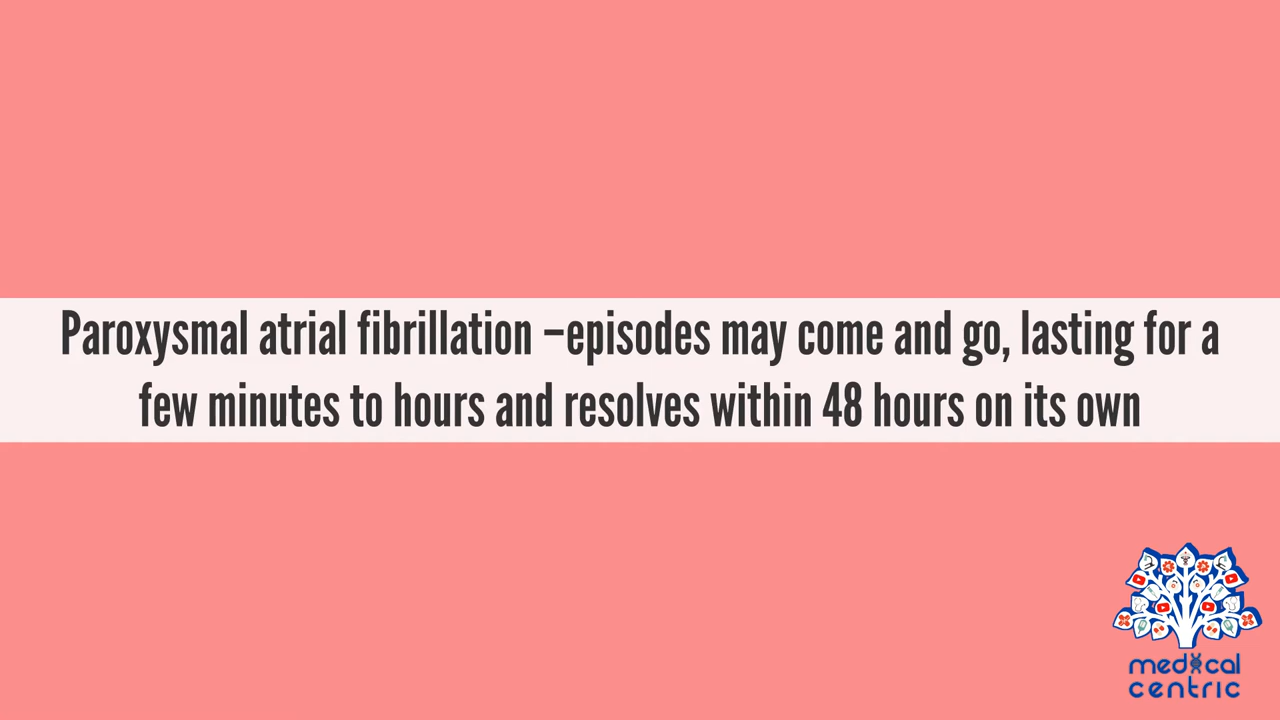 Paroxysmal atrial fibrillation –episodes may come and go, lasting for a
few minutes to hours and resolves within 48 hours on its own
medical
centric